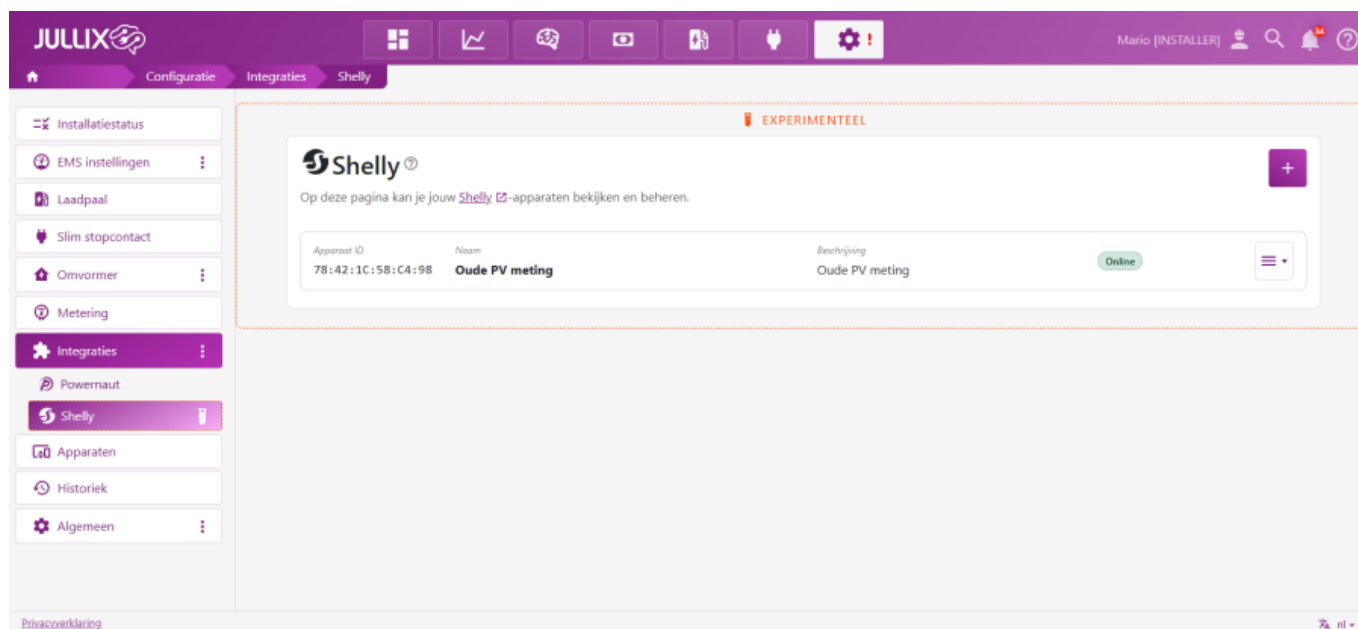 JULLIX
!
Mario [INSTALLER]
34
Configuratie
Integraties
Shelly
Installatiestatus
EMS instellingen
Laadpaal
Slim stopcontact
Omvormer
Metering
Integraties
Powernaut
Shelly
Apparaten
Historiek
Algemeen
EXPERIMENTEEL
Shelly
+
Op deze pagina kan je jouw Shelly -apparaten bekijken en beheren.
Apparaat ID Naam Beschrijving
78:42:1C:58:C4:98 Oude PV meting Oude PV meting Online
Privacyverklaring
nl